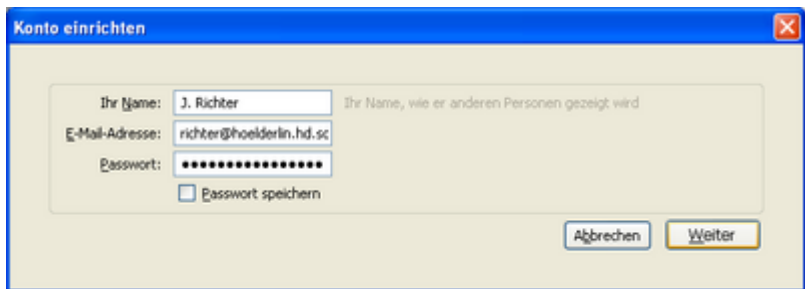 Konto einrichten
Ihr Name: J. Richter Ihr Name, wie er anderen Personen gezeigt wird
E-Mail-Adresse: richter@hoelderlin.hd.sc
Passwort: ••••••••••••••••
Passwort speichern
Abbrechen Weiter